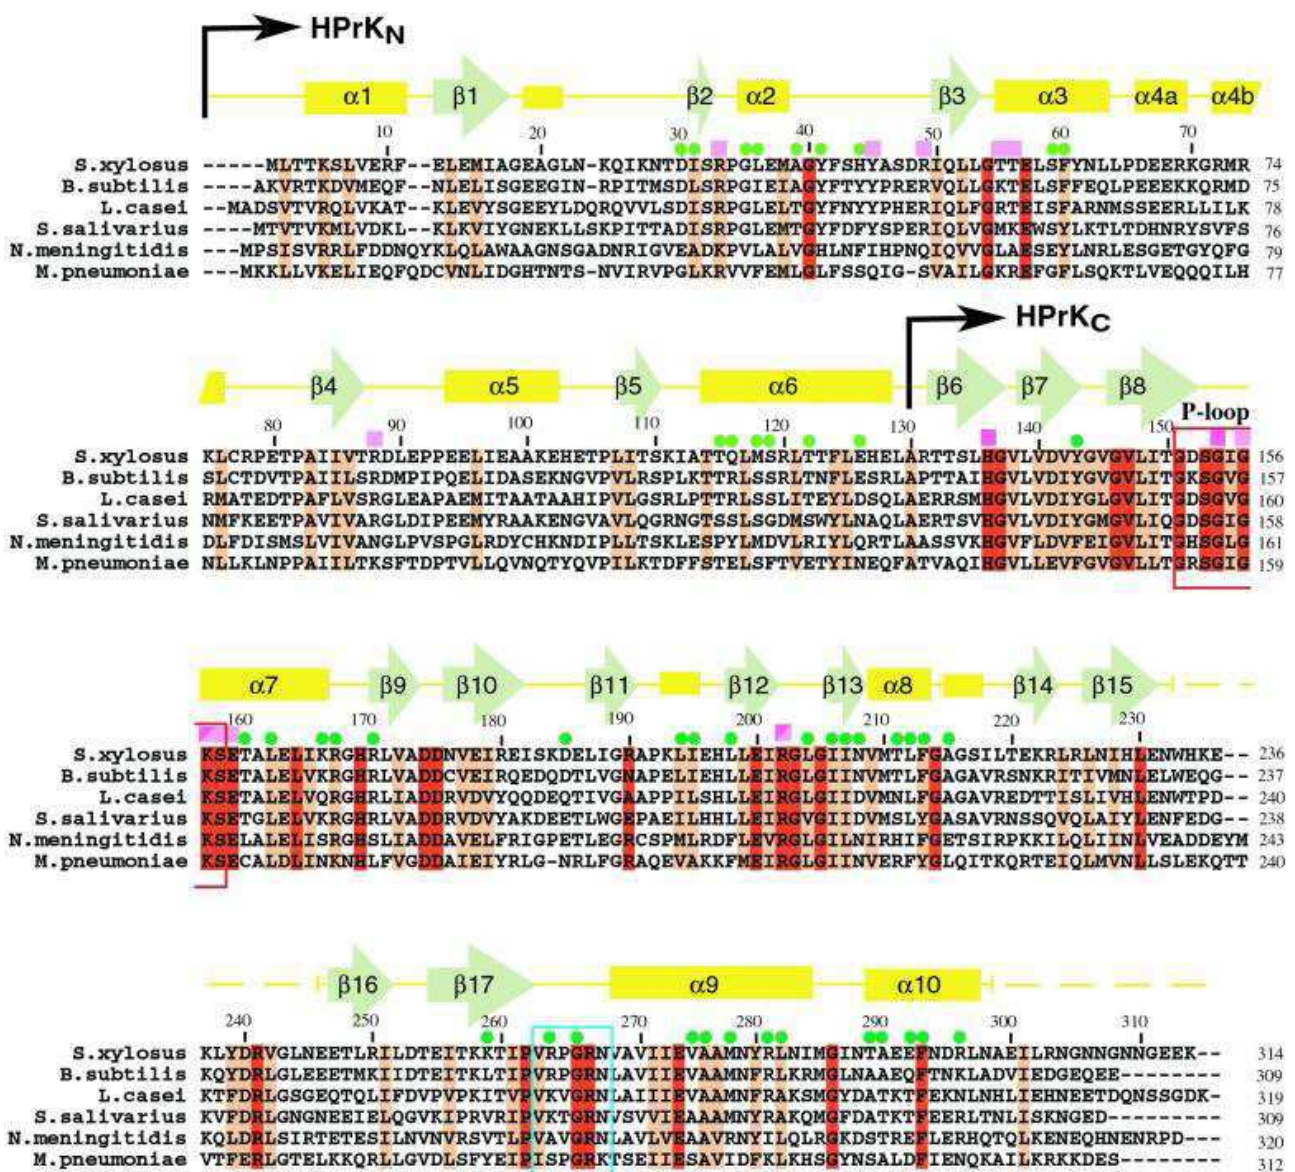 HPrKN
α1 β1 β2 α2 β3 α3 α4a α4b
10 20 30 40 50 60 70
S.xylosus -----MLTTKSLVERF--ELEMIAGEAGLN-KQIKNTDISRPGLEMAGYFSHYASDRIQLLGTTELSFYNLLPDEERKGRMR 74
B.subtilis ----AKVRTKDVMEQF--NLELISGEEGIN-RPITMSDLSRPGIEIAGYFTYYPRERVQLLGKTELSFFEQLPEEEKKQRMD 75
L.casei --MADSVTVRQLVKAT--KLEVYSGEEYLDQRQVVLSDISRPGLELTGYFNYYPHERIQLFGRTEISFARNMSSEERLLILK 78
S.salivarius ----MTVTVKMLVDKL--KLKVIYGNEKLLSKPITTADISRPGLEMTGYFDFYSPERIQLVGMKEWSYLKTLTDHNRYSVFS 76
N.meningitidis ---MPSISVRRLFDDNQYKLQLAWAAGNSGADNRIGVEADKPVLALVGHLNFIHPNQIQVVGLAESEYLNRLESGETGYQFG 79
M.pneumoniae ---MKKLLVKELIEQFQDCVNLIDGHTNTS-NVIRVPGLKRVVFEMLGLFSSQIG-SVAILGKREFGFLSQKTLVEQQQILH 77
HPrKC
β4 α5 β5 α6 β6 β7 β8
P-loop
80 90 100 110 120 130 140 150
S.xylosus KLCRPETPAIIVTRDLEPPEELIEAAKEHETPLITSKIATTQLMSRLTTFLEHELARTTSLHGVLVDVYGVGVLITGDSGIG 156
B.subtilis SLCTDVTPAIILSRDMPIPQELIDASEKNGVPVLRSPLKTTRLSSRLTNFLESRLAPTTAIHGVLVDIYGVGVLITGKSGVG 157
L.casei RMATEDTPAFLVSRGLEAPAEMITAATAAHIPVLGSRLPTTRLSSLITEYLDSQLAERRSMHGVLVDIYGLGVLITGDSGVG 160
S.salivarius NMFKEETPAVIVARGLDIPEEMYRAAKENGVAVLQGRNGTSSLSGDMSWYLNAQLAERTSVHGVLVDIYGMGVLIQGDSGIG 158
N.meningitidis DLFDISMSLVIVANGLPVSPGLRDYCHKNDIPLLTSKLESPYLMDVLRIYLQRTLAASSVKHGVFLDVFEIGVLITGHSGLG 161
M.pneumoniae NLLKLNPPAIILTKSFTDPTVLLQVNQTYQVPILKTDFFSTELSFTVETYINEQFATVAQIHGVLLEVFGVGVLLTGRSGIG 159
α7 β9 β10 β11 β12 β13 α8 β14 β15
160 170 180 190 200 210 220 230
S.xylosus KSETALELIKRGHRLVADDNVEIREISKDELIGRAPKLIEHLLEIRGLGIINVMTLFGAGSILTEKRLRLNIHLENWHKE-- 236
B.subtilis KSETALELVKRGHRLVADDCVEIRQEDQDTLVGNAPELIEHLLEIRGLGIINVMTLFGAGAVRSNKRITIVMNLELWEQG-- 237
L.casei KSETALELVQRGHRLIADDRVDVYQQDEQTIVGAAPPILSHLLEIRGLGIIDVMNLFGAGAVREDTTISLIVHLENWTPD-- 240
S.salivarius KSETGLELVKRGHRLVADDRVDVYAKDEETLWGEPAEILHHLLEIRGVGIIDVMSLYGASAVRNSSQVQLAIYLENFEDG-- 238
N.meningitidis KSELALELISRGHSLIADDAVELFRIGPETLEGRCSPMLRDFLEVRGLGILNIRHIFGETSIRPKKILQLIINLVEADDEYM 243
M.pneumoniae KSECALDLINKNHLFVGDDAIEIYRLG-NRLFGRAQEVAKKFMEIRGLGIINVERFYGLQITKQRTEIQLMVNLLSLEKQTT 240
β16 β17 α9 α10
240 250 260 270 280 290 300 310
S.xylosus KLYDRVGLNEETLRILDTEITKKTIPVRPGRNVAVIIEVAAMNYRLNIMGINTAEEFNDRLNAEILRNGNNGNNGEEK-- 314
B.subtilis KQYDRLGLEEETMKIIDTEITKLTIPVRPGRNLAVIIEVAAMNFRLKRMGLNAAEQFTNKLADVIEDGEQEE-------- 309
L.casei KTFDRLGSGEQTQLIFDVPVPKITVPVKVGRNLAIIIEVAAMNFRAKSMGYDATKTFEKNLNHLIEHNEETDQNSSGDK- 319
S.salivarius KVFDRLGNGNEEIELQGVKIPRVRIPVKTGRNVSVVIEAAAMNYRAKQMGFDATKTFEERLTNLISKNGED--------- 309
N.meningitidis KQLDRLSIRTETESILNVNVRSVTLPVAVGRNLAVLVEAAVRNYILQLRGKDSTREFLERHQTQLKENEQHNENRPD--- 320
M.pneumoniae VTFERLGTELKKQRLLGVDLSFYEIPISPGRKTSEIIESAVIDFKLKHSGYNSALDFIENQKAILKRKKDES-------- 312